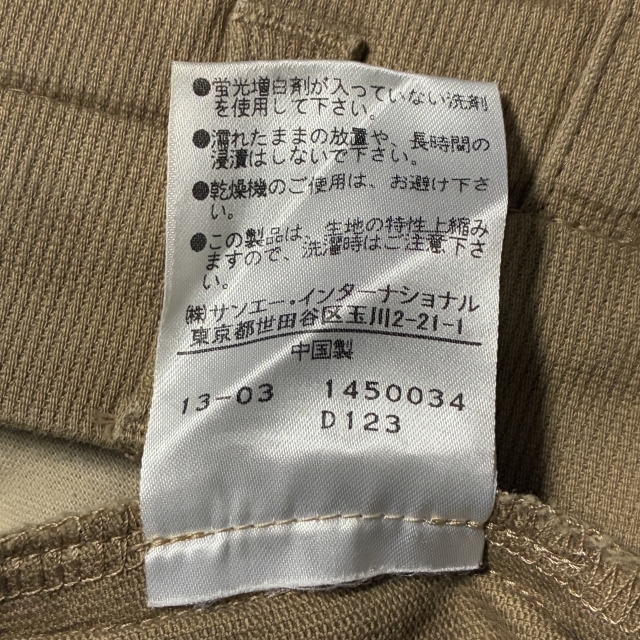 ●蛍光増白剤が入っていない洗剤
を使用して下さい。
●濡れたままの放置や、長時間の
浸漬はしないで下さい。
●乾燥機のご使用は、お避け下さ
い。
●この製品は、生地の特性上縮み
ますので、洗濯時はご注意下さ
い。
㈱サンエー・インターナショナル
東京都世田谷区玉川2-21-1
中国製
13-03 1450034
D123